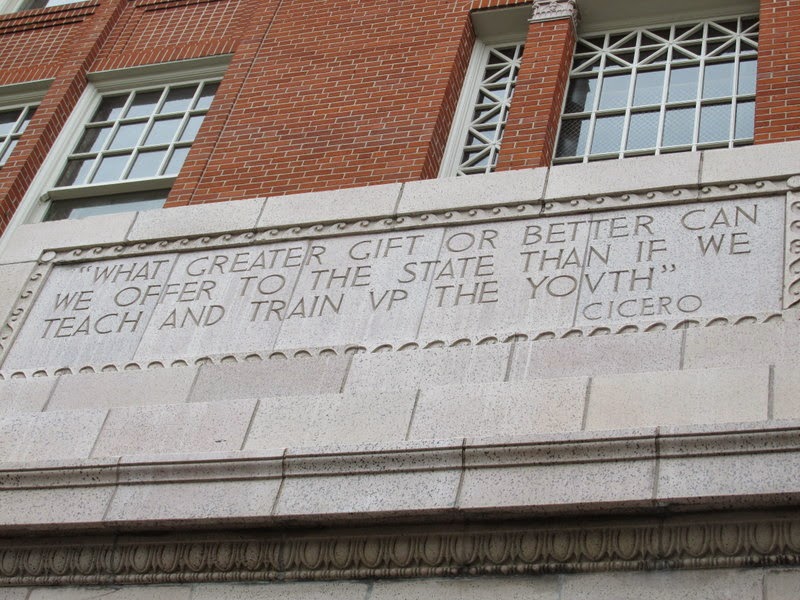 "WHAT GREATER GIFT OR BETTER CAN
WE OFFER TO THE STATE THAN IF WE
TEACH AND TRAIN VP THE YOVTH"
CICERO